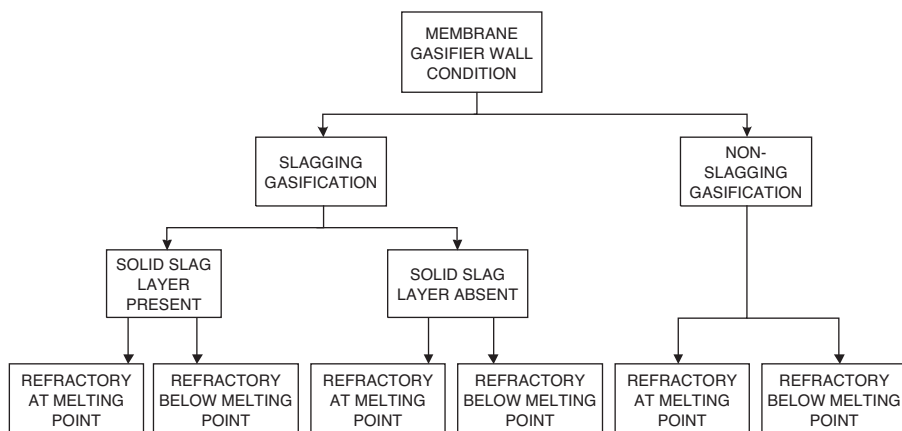 MEMBRANE
GASIFIER WALL
CONDITION
SLAGGING
GASIFICATION
NON-
SLAGGING
GASIFICATION
SOLID SLAG
LAYER
PRESENT
SOLID SLAG
LAYER ABSENT
REFRACTORY
AT MELTING
POINT
REFRACTORY
BELOW MELTING
POINT
REFRACTORY
AT MELTING
POINT
REFRACTORY
BELOW MELTING
POINT
REFRACTORY
AT MELTING
POINT
REFRACTORY
BELOW MELTING
POINT